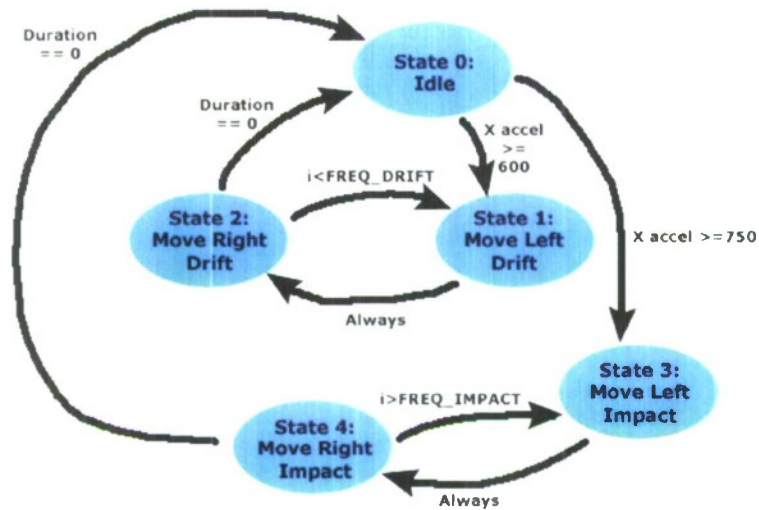 Duration
== 0
State 0:
Idle
Duration
== 0
X accel
>=
600
i<FREQ_DRIFT
State 2:
Move Right
Drift
State 1:
Move Left
Drift
X accel >=750
Always
State 3:
Move Left
Impact
i>FREQ_IMPACT
State 4:
Move Right
Impact
Always